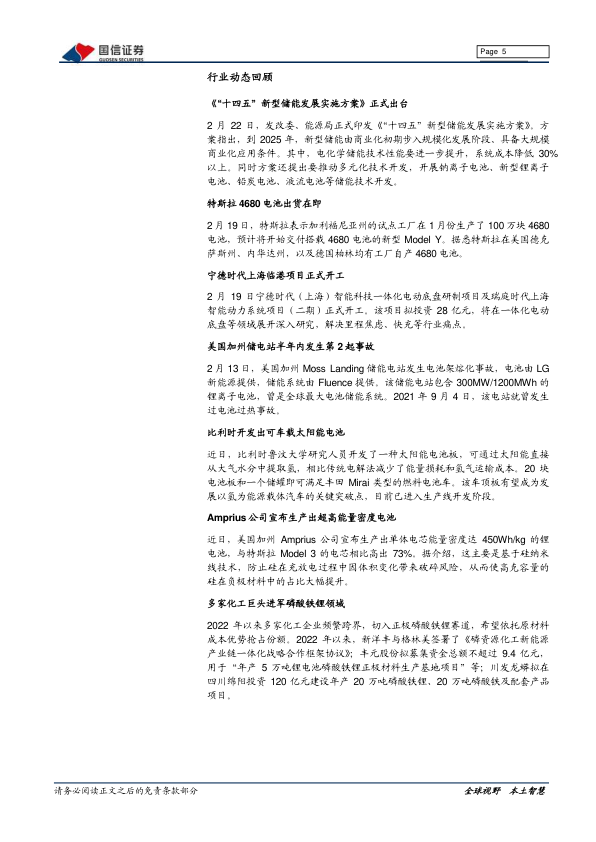 国信证券
GUOSEN SECURITIES
Page 5
行业动态回顾
《“十四五”新型储能发展实施方案》正式出台
2 月 22 日，发改委、能源局正式印发《“十四五”新型储能发展实施方案》。方
案指出，到 2025 年，新型储能由商业化初期步入规模化发展阶段、具备大规模
商业化应用条件。其中，电化学储能技术性能要进一步提升，系统成本降低 30%
以上。同时方案还提出要推动多元化技术开发，开展钠离子电池、新型锂离子
电池、铅炭电池、液流电池等储能技术开发。
特斯拉 4680 电池出货在即
2 月 19 日，特斯拉表示加利福尼亚州的试点工厂在 1 月份生产了 100 万块 4680
电池，预计将开始交付搭载 4680 电池的新型 Model Y。据悉特斯拉在美国德克
萨斯州、内华达州，以及德国柏林均有工厂自产 4680 电池。
宁德时代上海临港项目正式开工
2 月 19 日宁德时代（上海）智能科技一体化电动底盘研制项目及瑞庭时代上海
智能动力系统项目（二期）正式开工。该项目拟投资 28 亿元，将在一体化电动
底盘等领域展开深入研究、解决里程焦虑、快充等行业痛点。
美国加州储电站半年内发生第 2 起事故
2 月 13 日，美国加州 Moss Landing 储能电站发生电池架熔化事故，电池由 LG
新能源提供，储能系统由 Fluence 提供。该储能电站包含 300MW/1200MWh 的
锂离子电池，曾是全球最大电池储能系统。2021 年 9 月 4 日，该电站就曾发生
过电池过热事故。
比利时开发出可车载太阳能电池
近日，比利时鲁汶大学研究人员开发了一种太阳能电池板，可通过太阳能直接
从大气水分中提取氢，相比传统电解法减少了能量损耗和氢气运输成本。20 块
电池板和一个储罐即可满足丰田 Mirai 类型的燃料电池车。该车顶板有望成为发
展以氢为能源载体汽车的关键突破点，目前已进入生产线开发阶段。
Amprius 公司宣布生产出超高能量密度电池
近日，美国加州 Amprius 公司宣布生产出单体电芯能量密度达 450Wh/kg 的锂
电池，与特斯拉 Model 3 的电芯相比高出 73%。据介绍，这主要是基于硅纳米
线技术，防止硅在充放电过程中因体积变化带来破碎风险，从而使高克容量的
硅在负极材料中的占比大幅提升。
多家化工巨头进军磷酸铁锂领域
2022 年以来多家化工企业频繁跨界，切入正极磷酸铁锂赛道，希望依托原材料
成本优势抢占份额。2022 年以来，新洋丰与格林美签署了《磷资源化工新能源
产业链一体化战略合作框架协议》；丰元股份拟募集资金总额不超过 9.4 亿元，
用于“年产 5 万吨锂电池磷酸铁锂正极材料生产基地项目”等；川发龙蟒拟在
四川绵阳投资 120 亿元建设年产 20 万吨磷酸铁锂、20 万吨磷酸铁及配套产品
项目。
请务必阅读正文之后的免责条款部分
全球视野 本土智慧